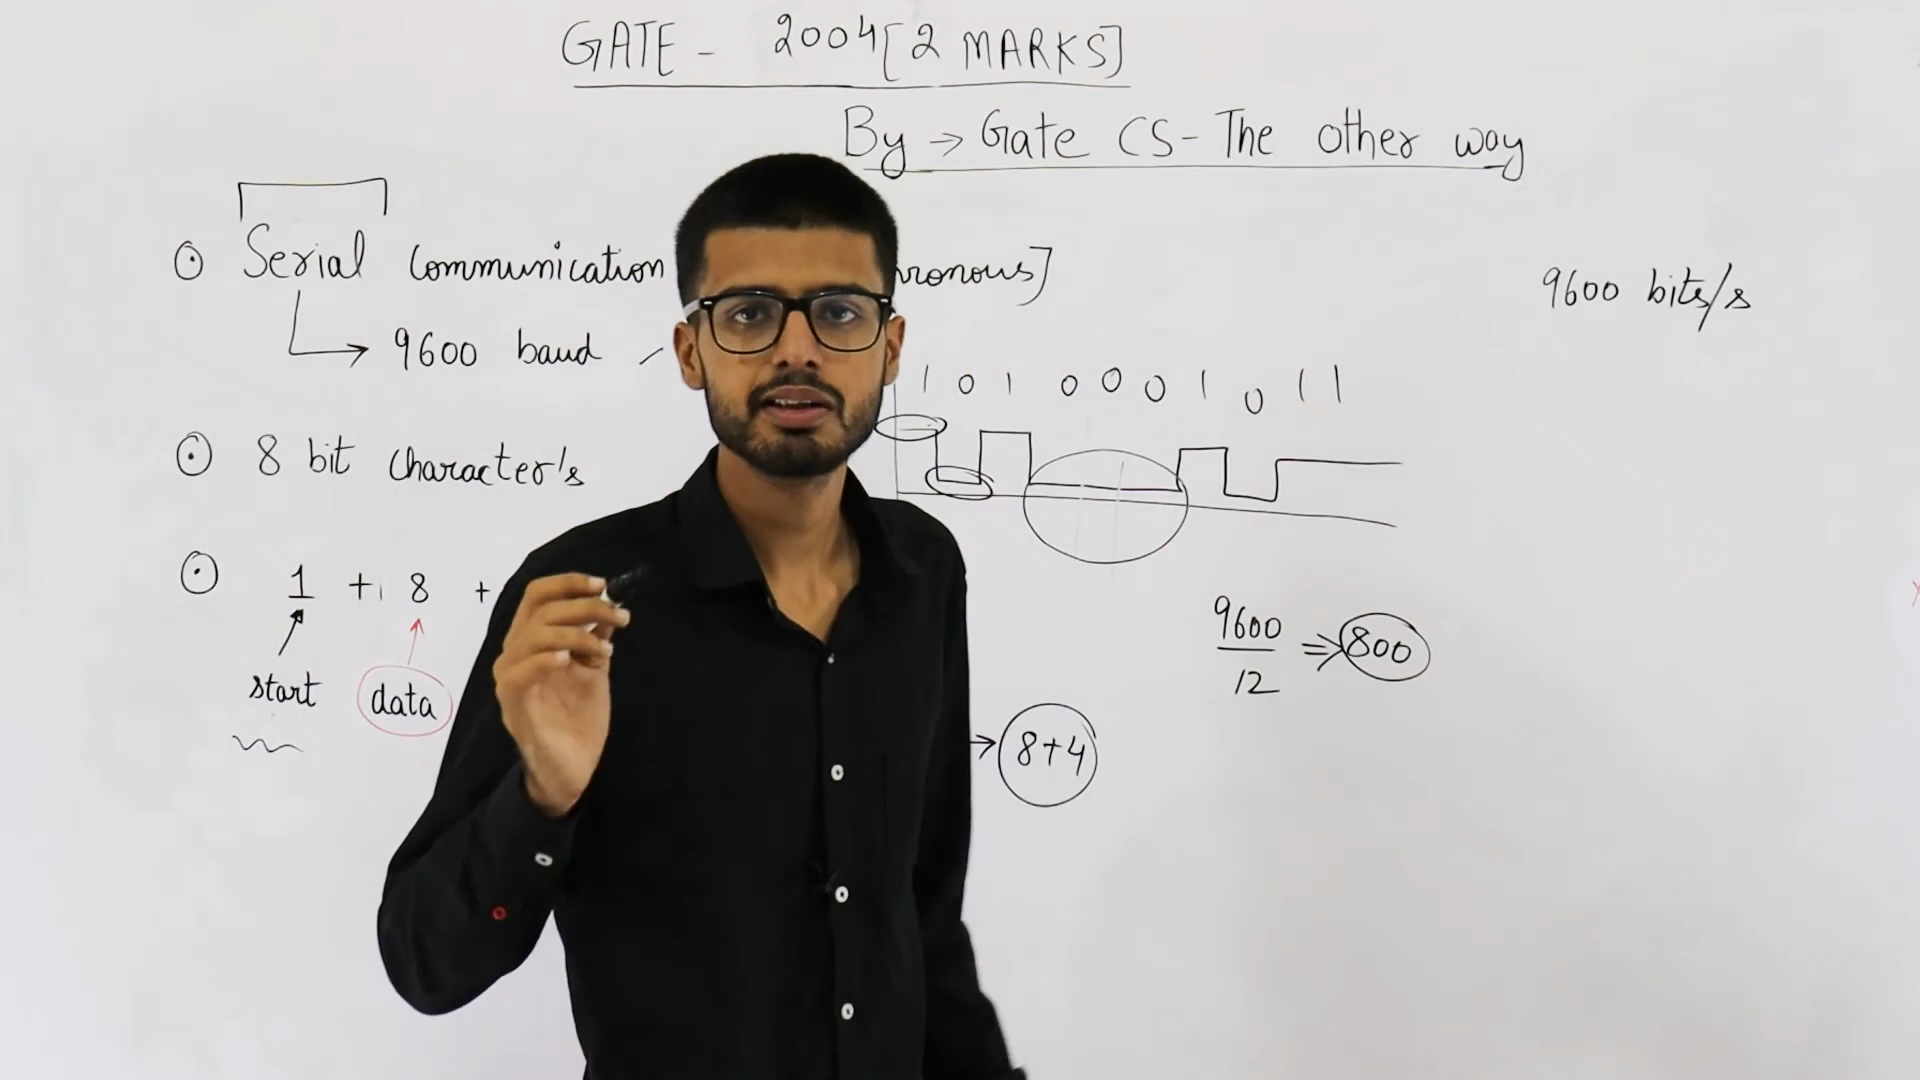 GATE - 2004 [2 MARKS]
By → Gate CS - The other way
Serial Communication ronous]
9600 bits/s
→ 9600 baud
1 0 1 0 0 0 1 0 1 1
8 bit character's
1 + 8 +
start data
9600/12 ⇒ 800
→ 8+4